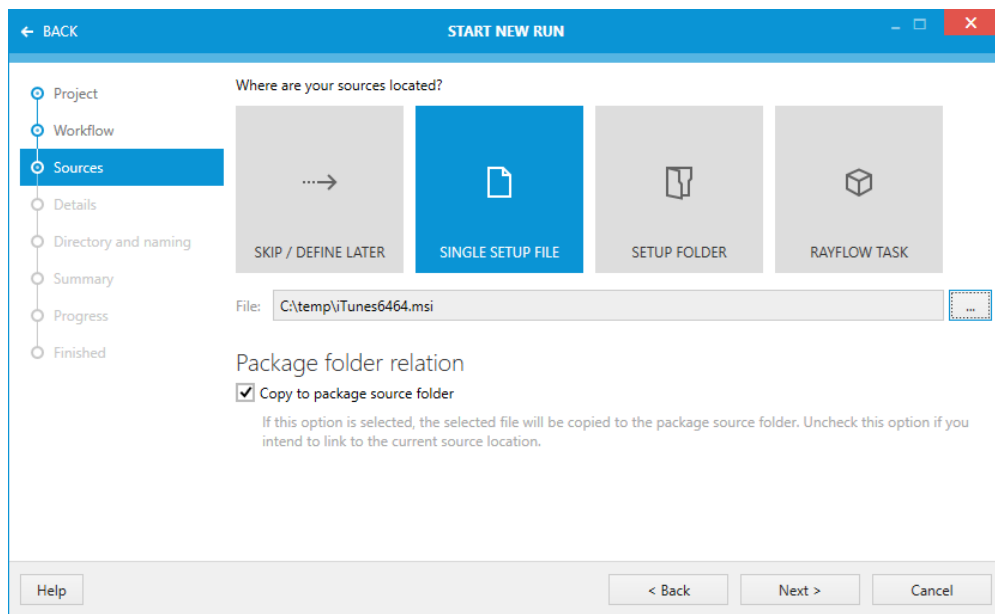 BACK
START NEW RUN
Project
Workflow
Sources
Details
Directory and naming
Summary
Progress
Finished
Where are your sources located?
SKIP / DEFINE LATER
SINGLE SETUP FILE
SETUP FOLDER
RAYFLOW TASK
File: C:\temp\iTunes6464.msi ...
Package folder relation
Copy to package source folder
If this option is selected, the selected file will be copied to the package source folder. Uncheck this option if you
intend to link to the current source location.
Help
< Back
Next >
Cancel